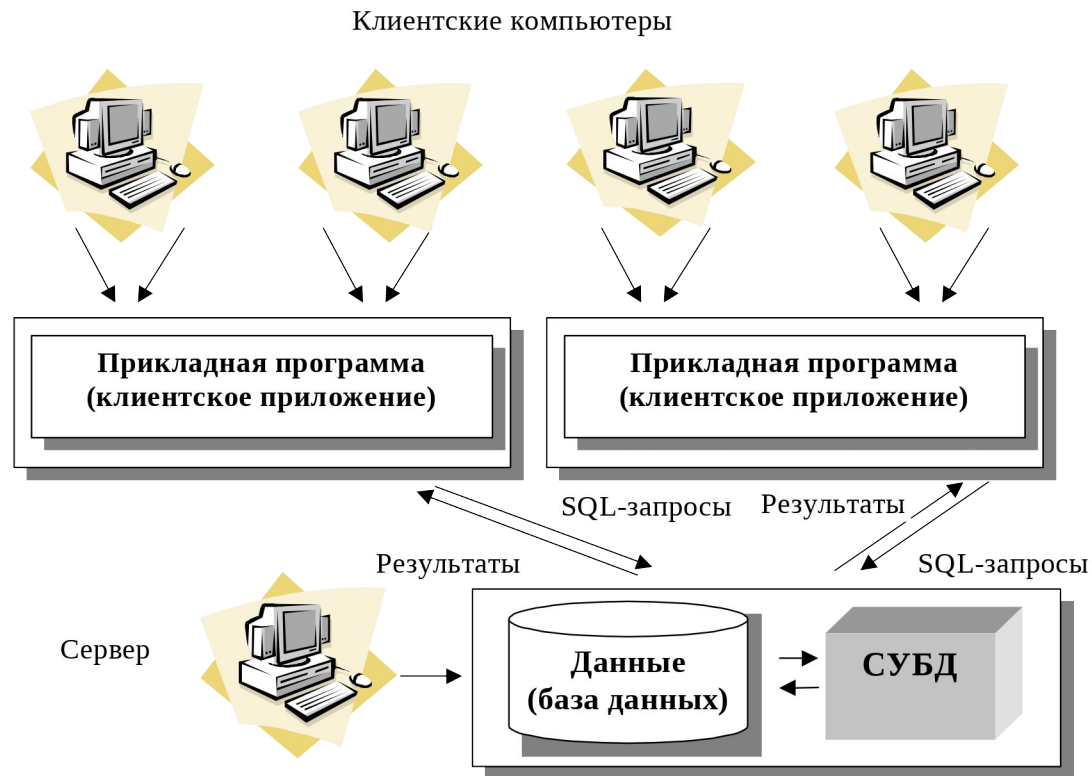 Клиентские компьютеры
Прикладная программа
(клиентское приложение)
Прикладная программа
(клиентское приложение)
SQL-запросы
Результаты
Результаты
SQL-запросы
Сервер
Данные
(база данных)
СУБД